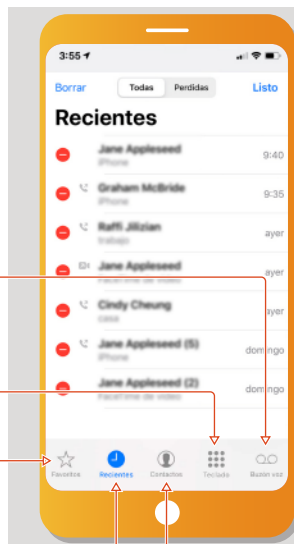 3:55
Borrar Todas Perdidas Listo
Recientes
Jane Appleseed
iPhone 9:40
Graham McBride
iPhone 9:35
Raffi Jilizian
trabajo ayer
Jane Appleseed
FaceTime de video ayer
Cindy Cheung
casa ayer
Jane Appleseed (5)
iPhone domingo
Jane Appleseed (2)
FaceTime de video domingo
Favoritos Recientes Contactos Teclado Buzón voz